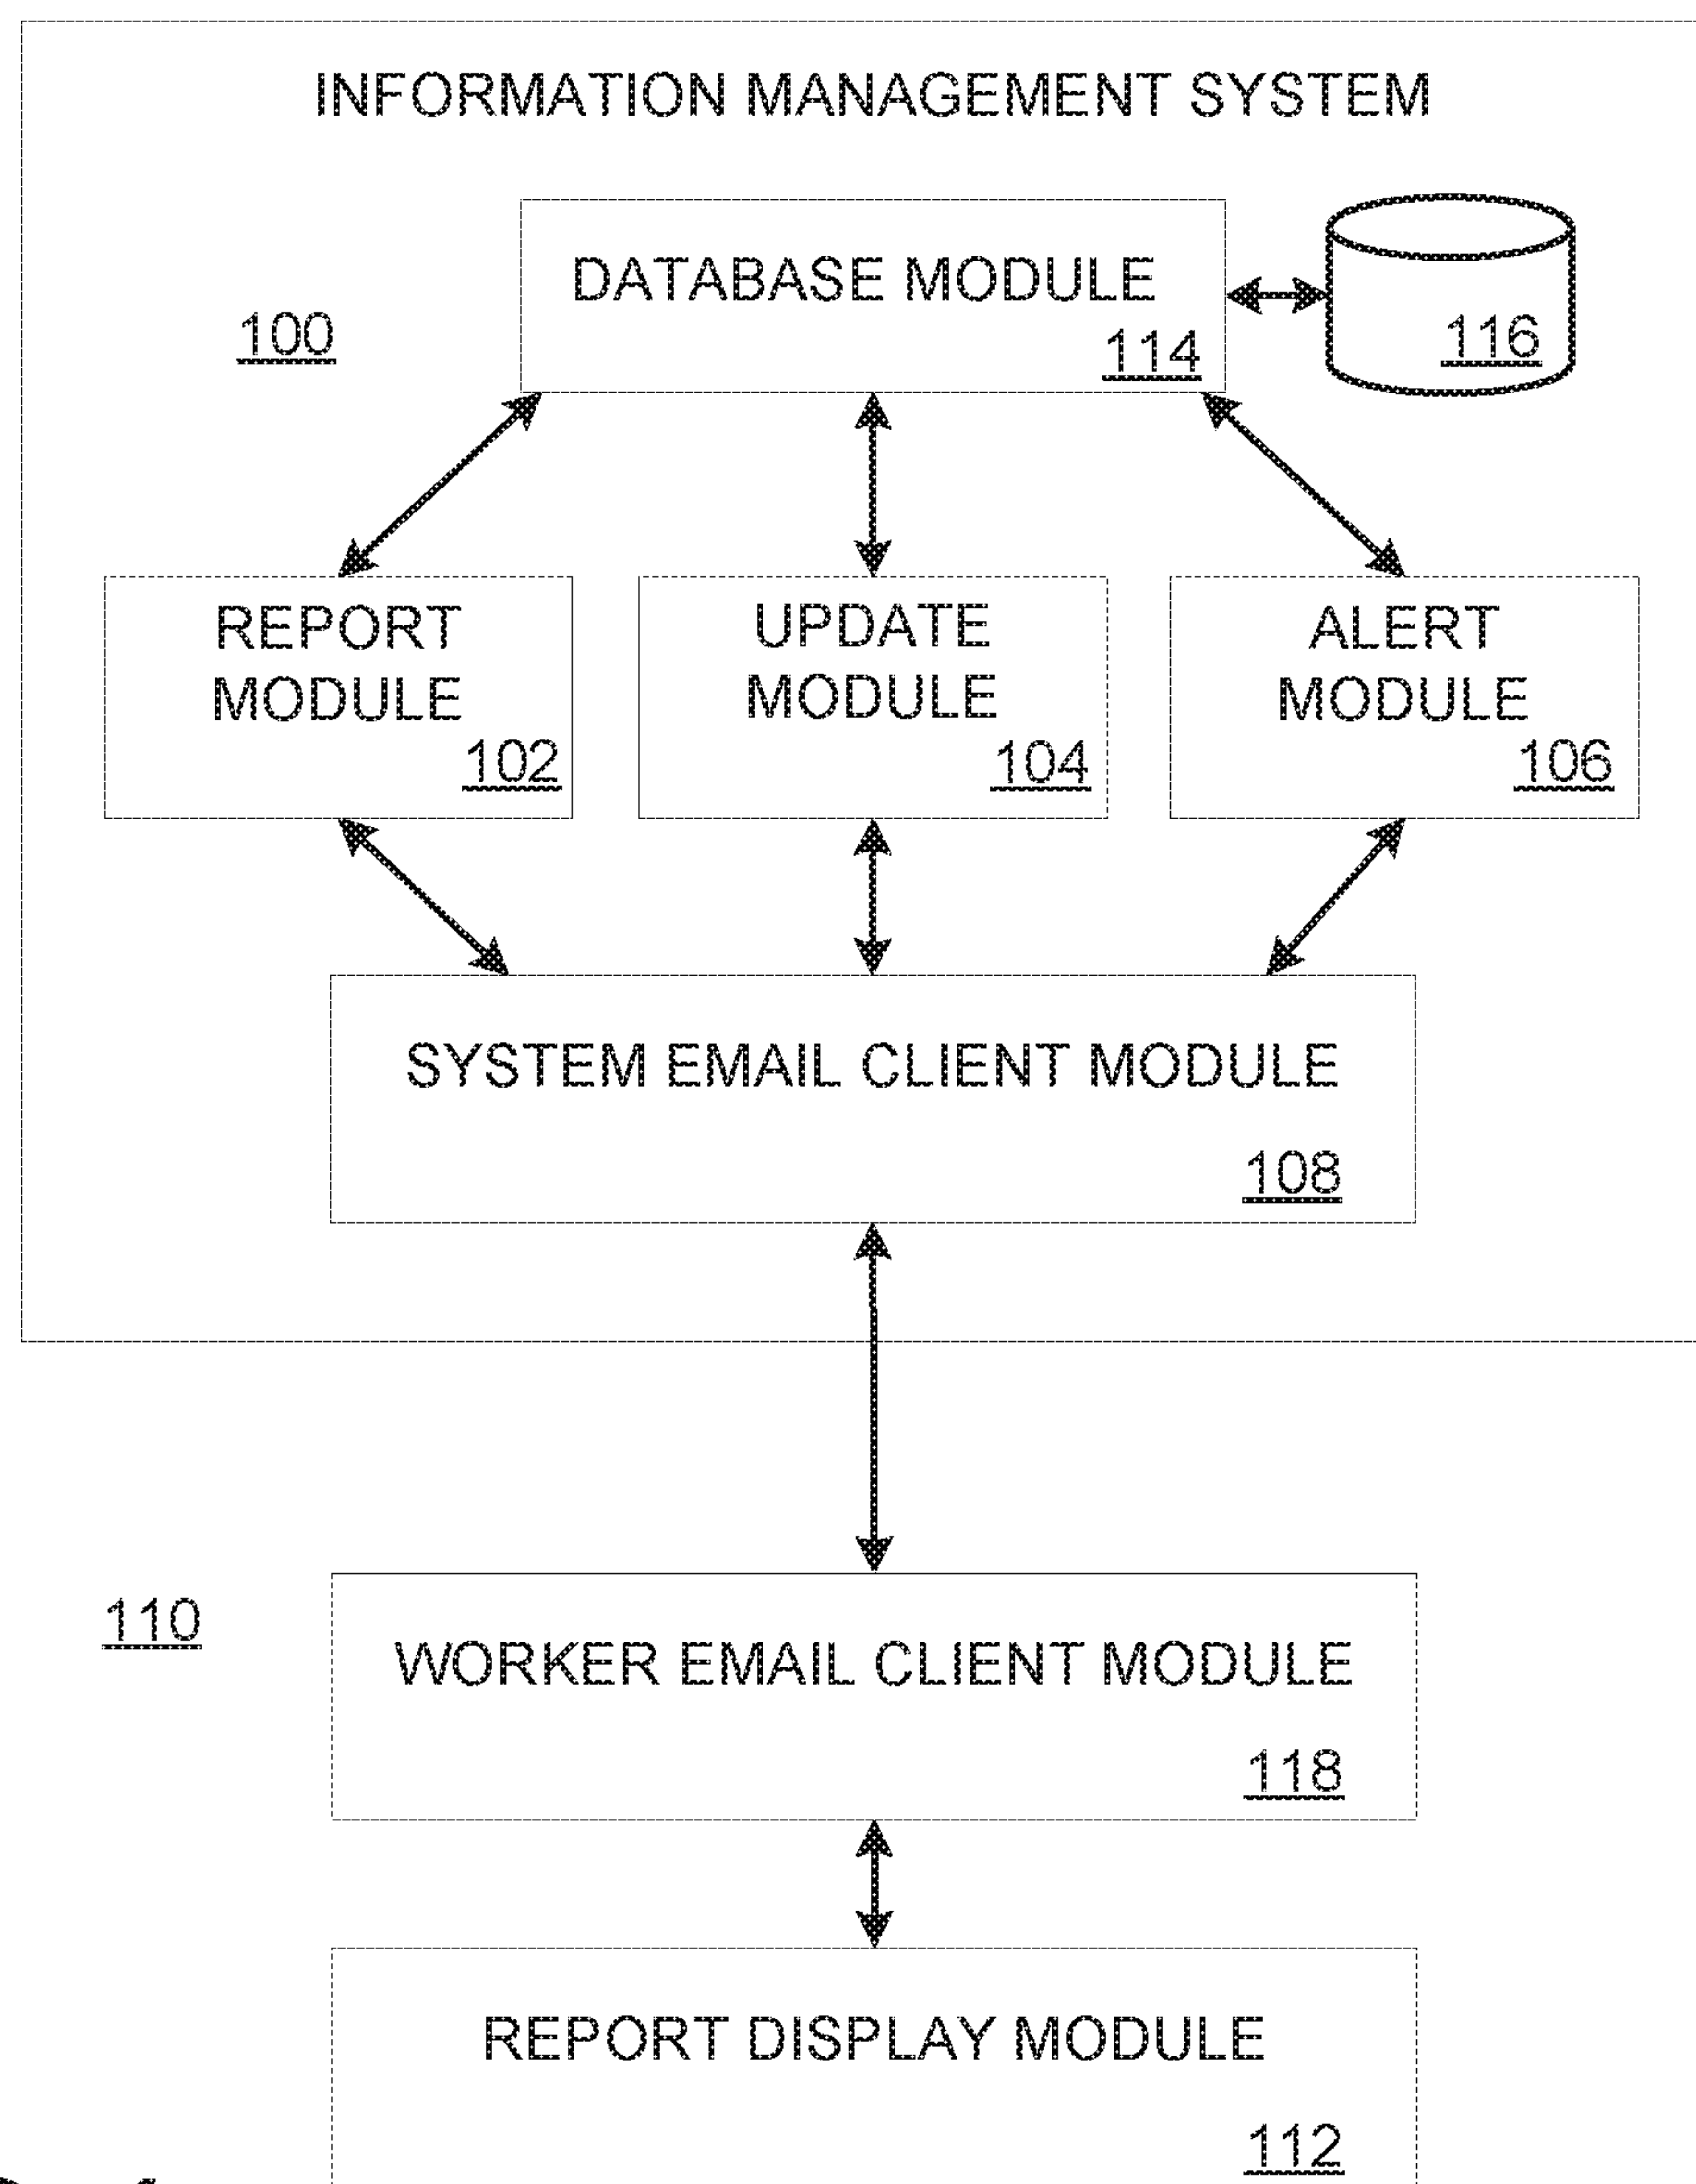 INFORMATION MANAGEMENT SYSTEM
DATABASE MODULE
114
116
100
REPORT
MODULE
102
UPDATE
MODULE
104
ALERT
MODULE
106
SYSTEM EMAIL CLIENT MODULE
108
110
WORKER EMAIL CLIENT MODULE
118
REPORT DISPLAY MODULE
112